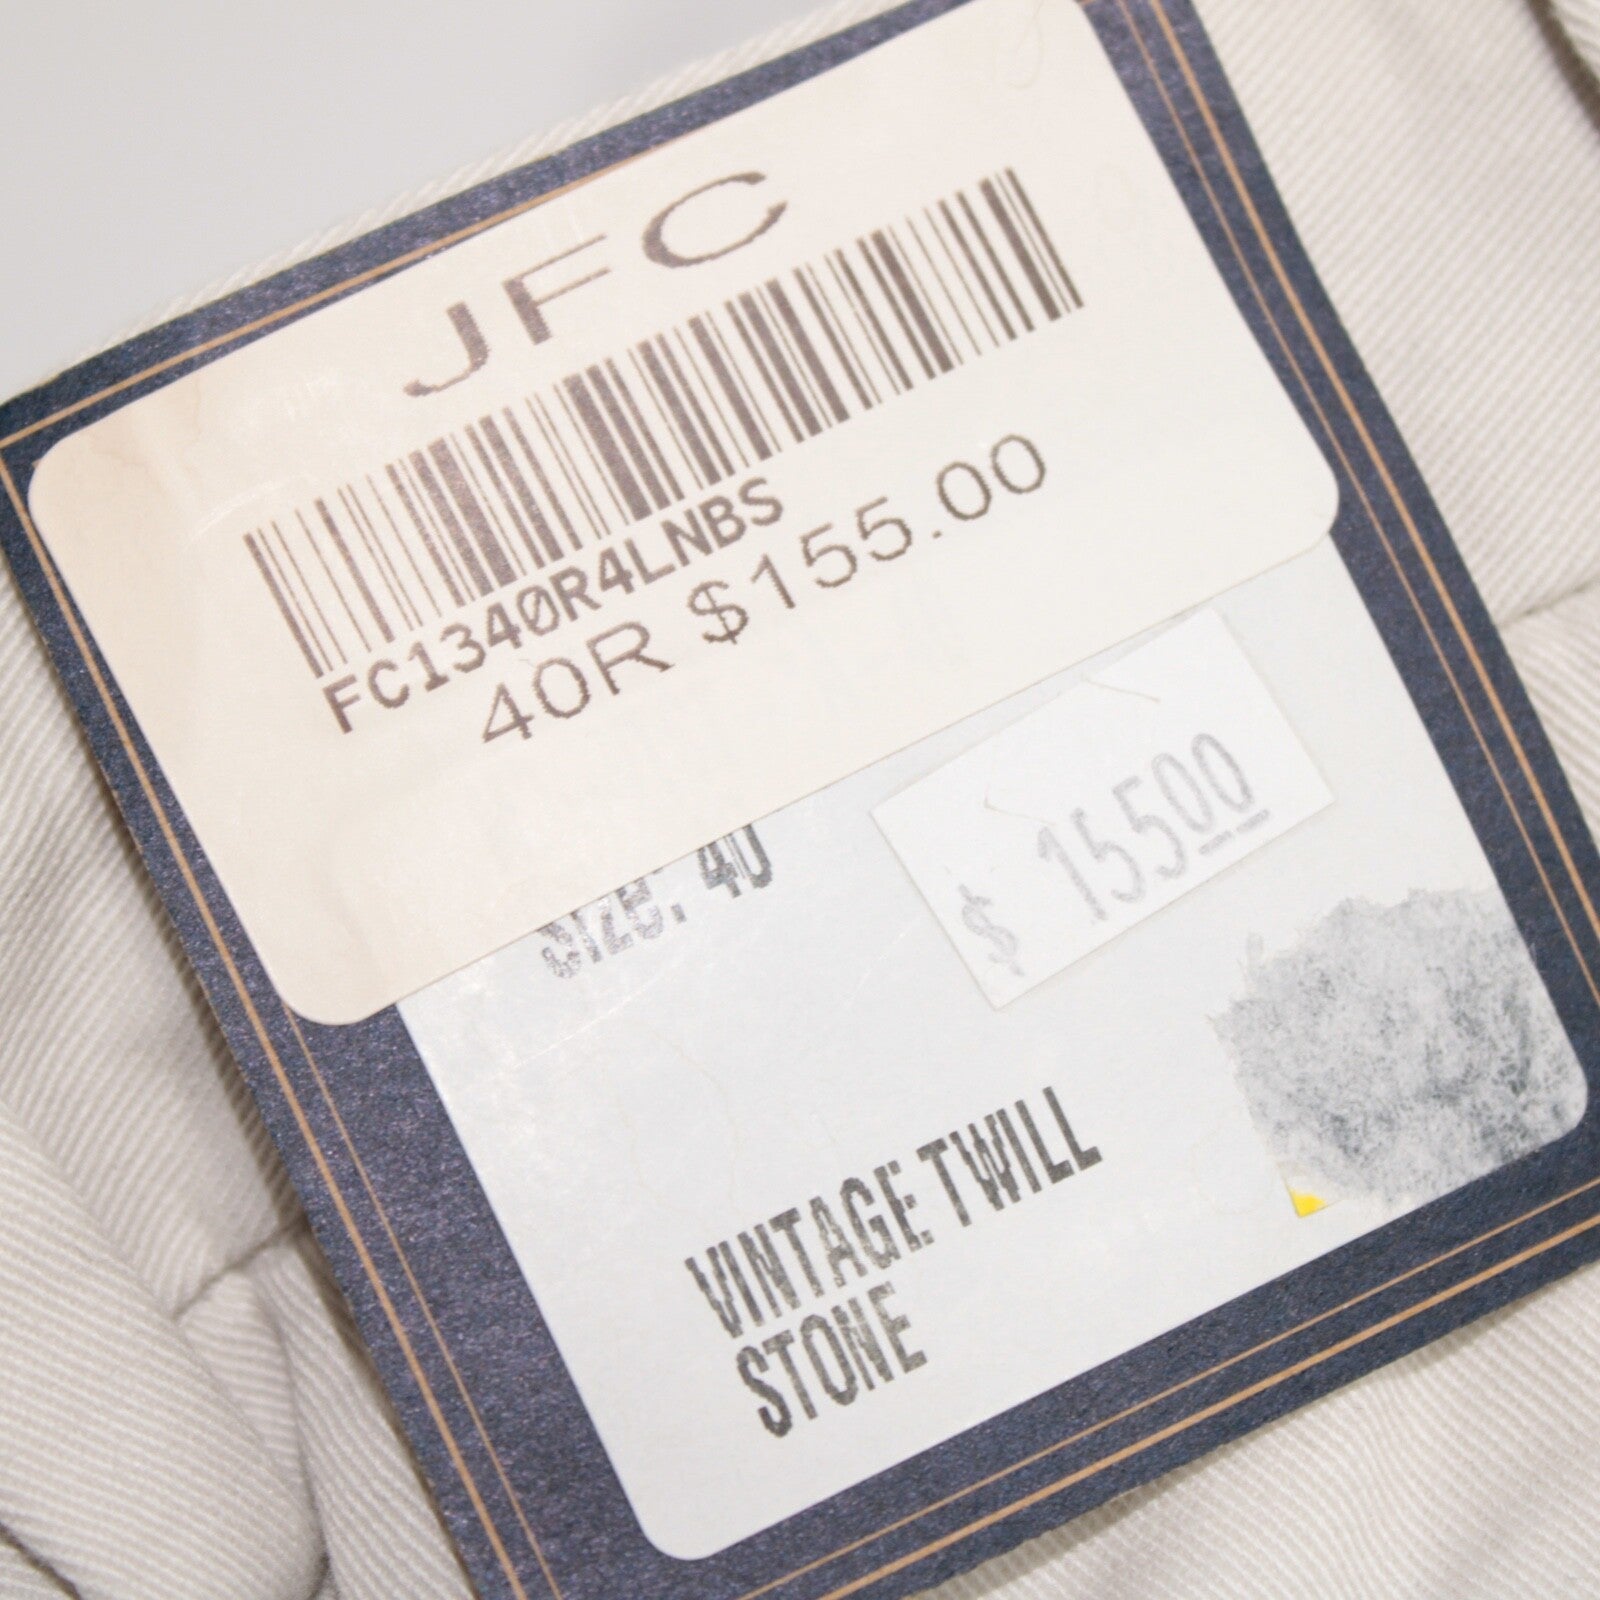 JFC
FC1340R4LNBS
40R $155.00
Size: 40
$ 15500
VINTAGE TWILL
STONE